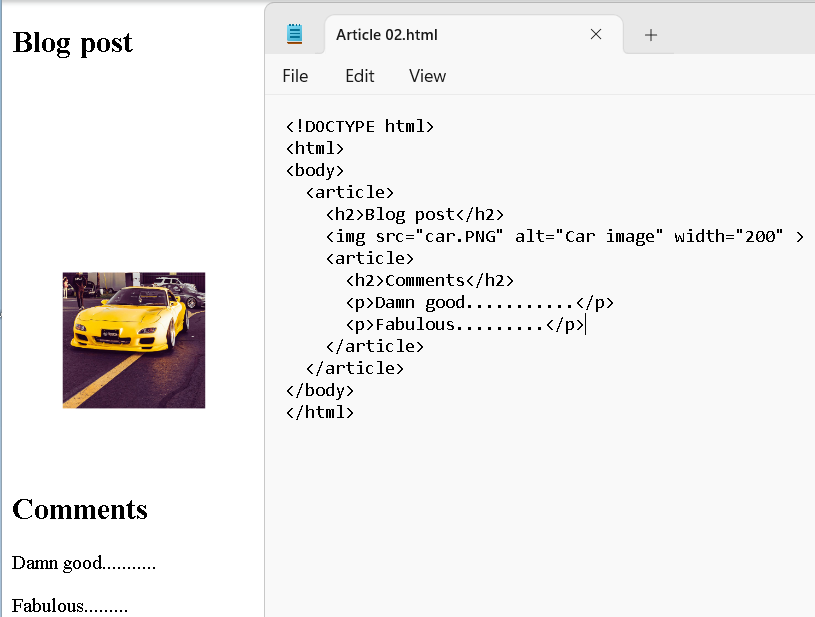 Blog post
Comments
Damn good...........
Fabulous.........
Article 02.html
File Edit View
<!DOCTYPE html>
<html>
<body>
<article>
<h2>Blog post</h2>
<img src="car.PNG" alt="Car image" width="200" >
<article>
<h2>Comments</h2>
<p>Damn good...........</p>
<p>Fabulous.........</p>
</article>
</article>
</body>
</html>